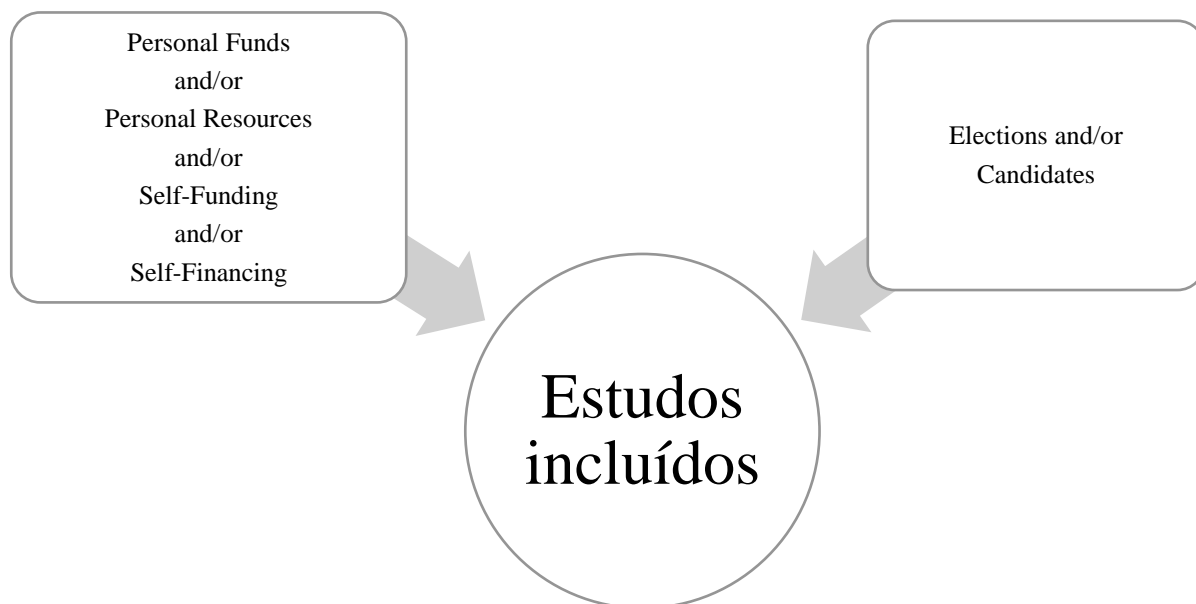 Personal Funds
and/or
Personal Resources
and/or
Self-Funding
and/or
Self-Financing
Elections and/or
Candidates
Estudos
incluídos